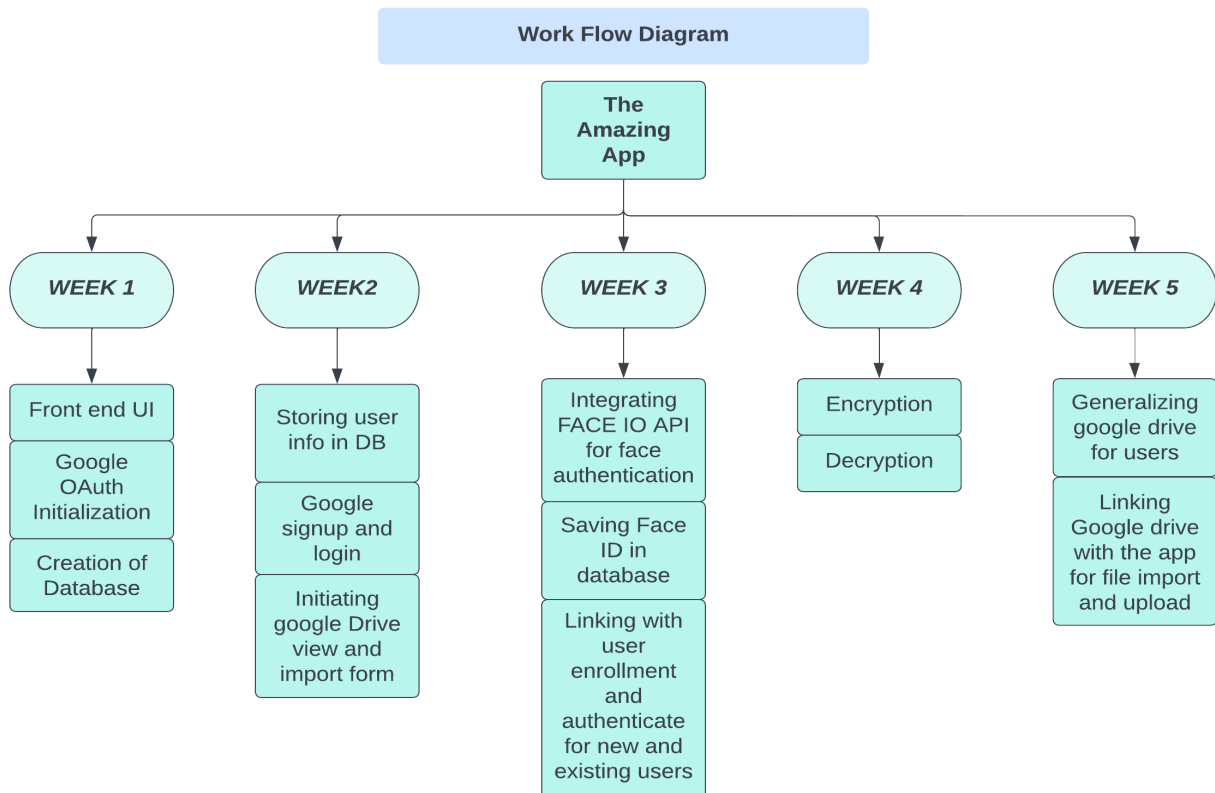 Work Flow Diagram
The
Amazing
App
WEEK 1
WEEK2
WEEK 3
WEEK 4
WEEK 5
Front end UI
Google
OAuth
Initialization
Creation of
Database
Storing user
info in DB
Google
signup and
login
Initiating
google Drive
view and
import form
Integrating
FACE IO API
for face
authentication
Saving Face
ID in
database
Linking with
user
enrollment
and
authenticate
for new and
existing users
Encryption
Decryption
Generalizing
google drive
for users
Linking
Google drive
with the app
for file import
and upload